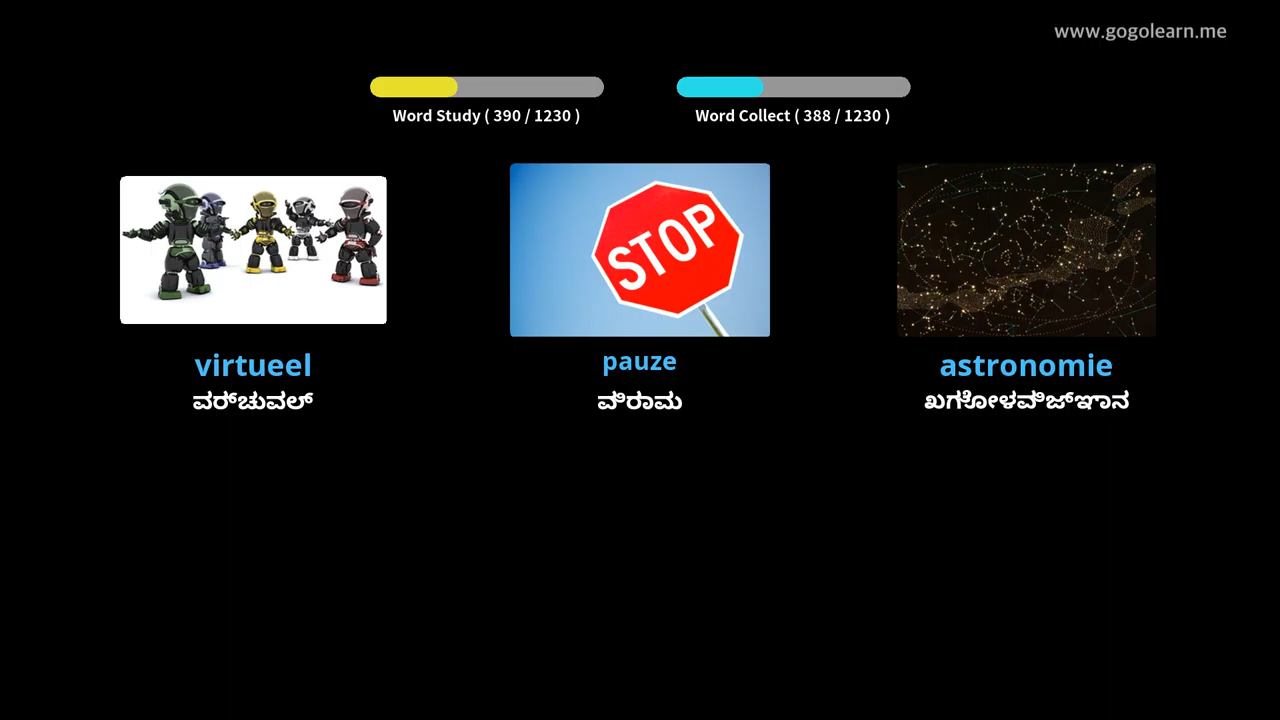 www.gogolearn.me
Word Study ( 390 / 1230 )
Word Collect ( 388 / 1230 )
STOP
virtueel
pauze
astronomie
ವರ್ಚುವಲ್
ವಿರಾಮ
ಖಗೋಳವಿಜ್ಞಾನ